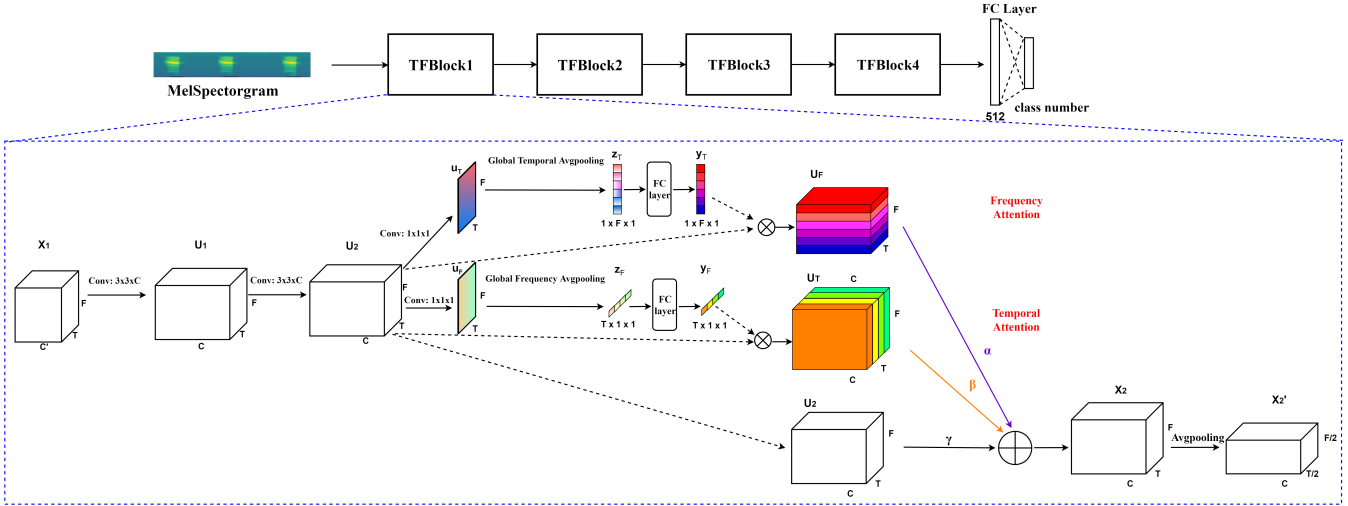 FC Layer
TFBlock1
TFBlock2
TFBlock3
TFBlock4
MelSpectorgram
class number
512
X1
F
T
C'
Conv: 3x3xC
U1
F
T
C
Conv: 3x3xC
U2
F
T
C
Conv: 1x1x1
uT
F
T
Global Temporal Avgpooling
zT
1 x F x 1
FC
layer
yT
1 x F x 1
UF
F
T
Frequency
Attention
Conv: 1x1x1
uF
F
T
Global Frequency Avgpooling
zF
T x 1 x 1
FC
layer
yF
T x 1 x 1
UT
C
F
T
C
Temporal
Attention
α
β
U2
F
T
C
γ
X2
F
T
C
Avgpooling
X2'
F/2
T/2
C